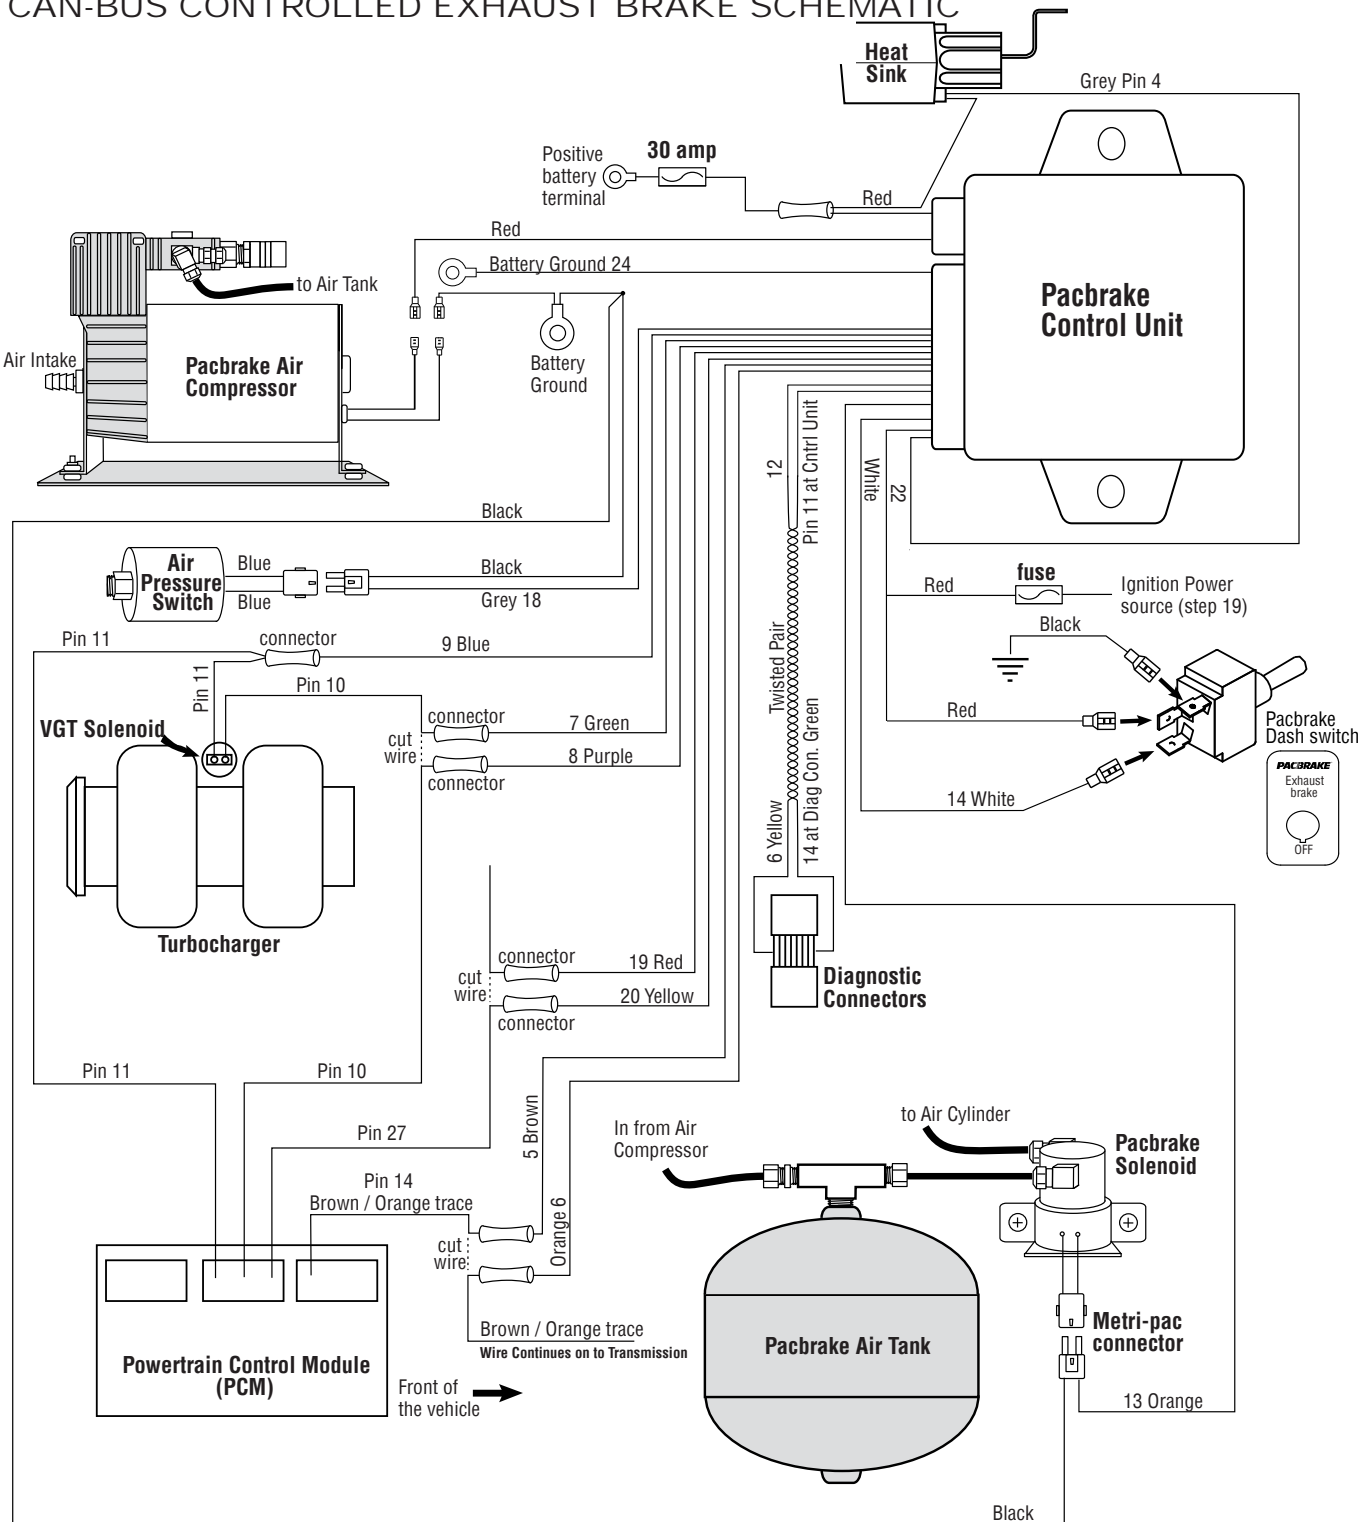 CAN-BUS CONTROLLED EXHAUST BRAKE SCHEMATIC
Heat
Sink
Grey Pin 4
Positive
battery
terminal
30 amp
Red
Red
Battery Ground 24
to Air Tank
Pacbrake
Control Unit
Air Intake
Pacbrake Air
Compressor
Battery
Ground
12
Pin 11 at Cntrl Unit
White
22
Black
Air
Pressure
Switch
Blue
Blue
Black
Grey 18
Red
fuse
Ignition Power
source (step 19)
Black
Pin 11
connector
9 Blue
Pin 11
Pin 10
Twisted Pair
VGT Solenoid
connector
cut
wire
connector
7 Green
8 Purple
Red
Pacbrake
Dash switch
PACBRAKE
Exhaust
brake
OFF
14 White
6 Yellow
14 at Diag Con. Green
Turbocharger
connector
cut
wire
connector
19 Red
20 Yellow
Diagnostic
Connectors
Pin 11
Pin 10
5 Brown
Pin 27
In from Air
Compressor
to Air Cylinder
Pacbrake
Solenoid
Pin 14
Brown / Orange trace
cut
wire
Orange 6
Brown / Orange trace
Wire Continues on to Transmission
Pacbrake Air Tank
Metri-pac
connector
Powertrain Control Module
(PCM)
Front of
the vehicle
13 Orange
Black